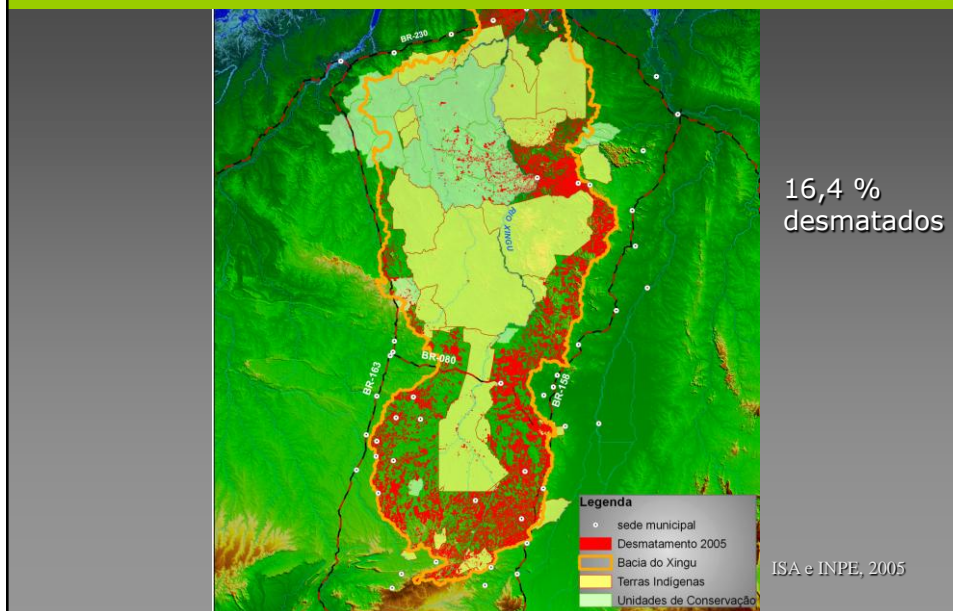 BR-230
16,4 %
desmatados
RIO XINGU
BR-080
BR-163
BR-158
Legenda
sede municipal
Desmatamento 2005
Bacia do Xingu
Terras Indígenas
Unidades de Conservação
ISA e INPE, 2005